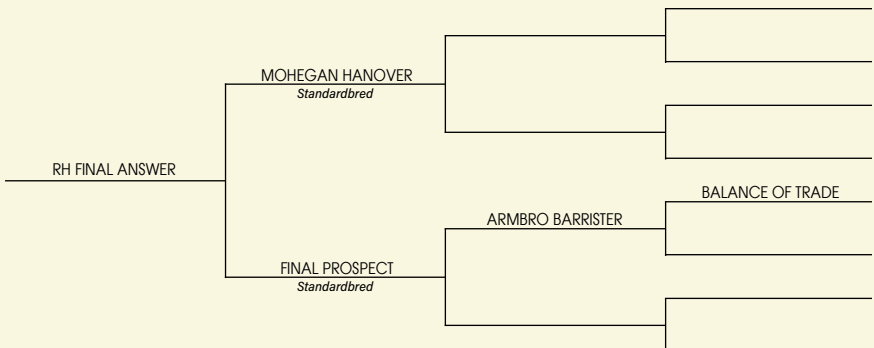 MOHEGAN HANOVER
Standardbred
RH FINAL ANSWER
BALANCE OF TRADE
ARMBRO BARRISTER
FINAL PROSPECT
Standardbred